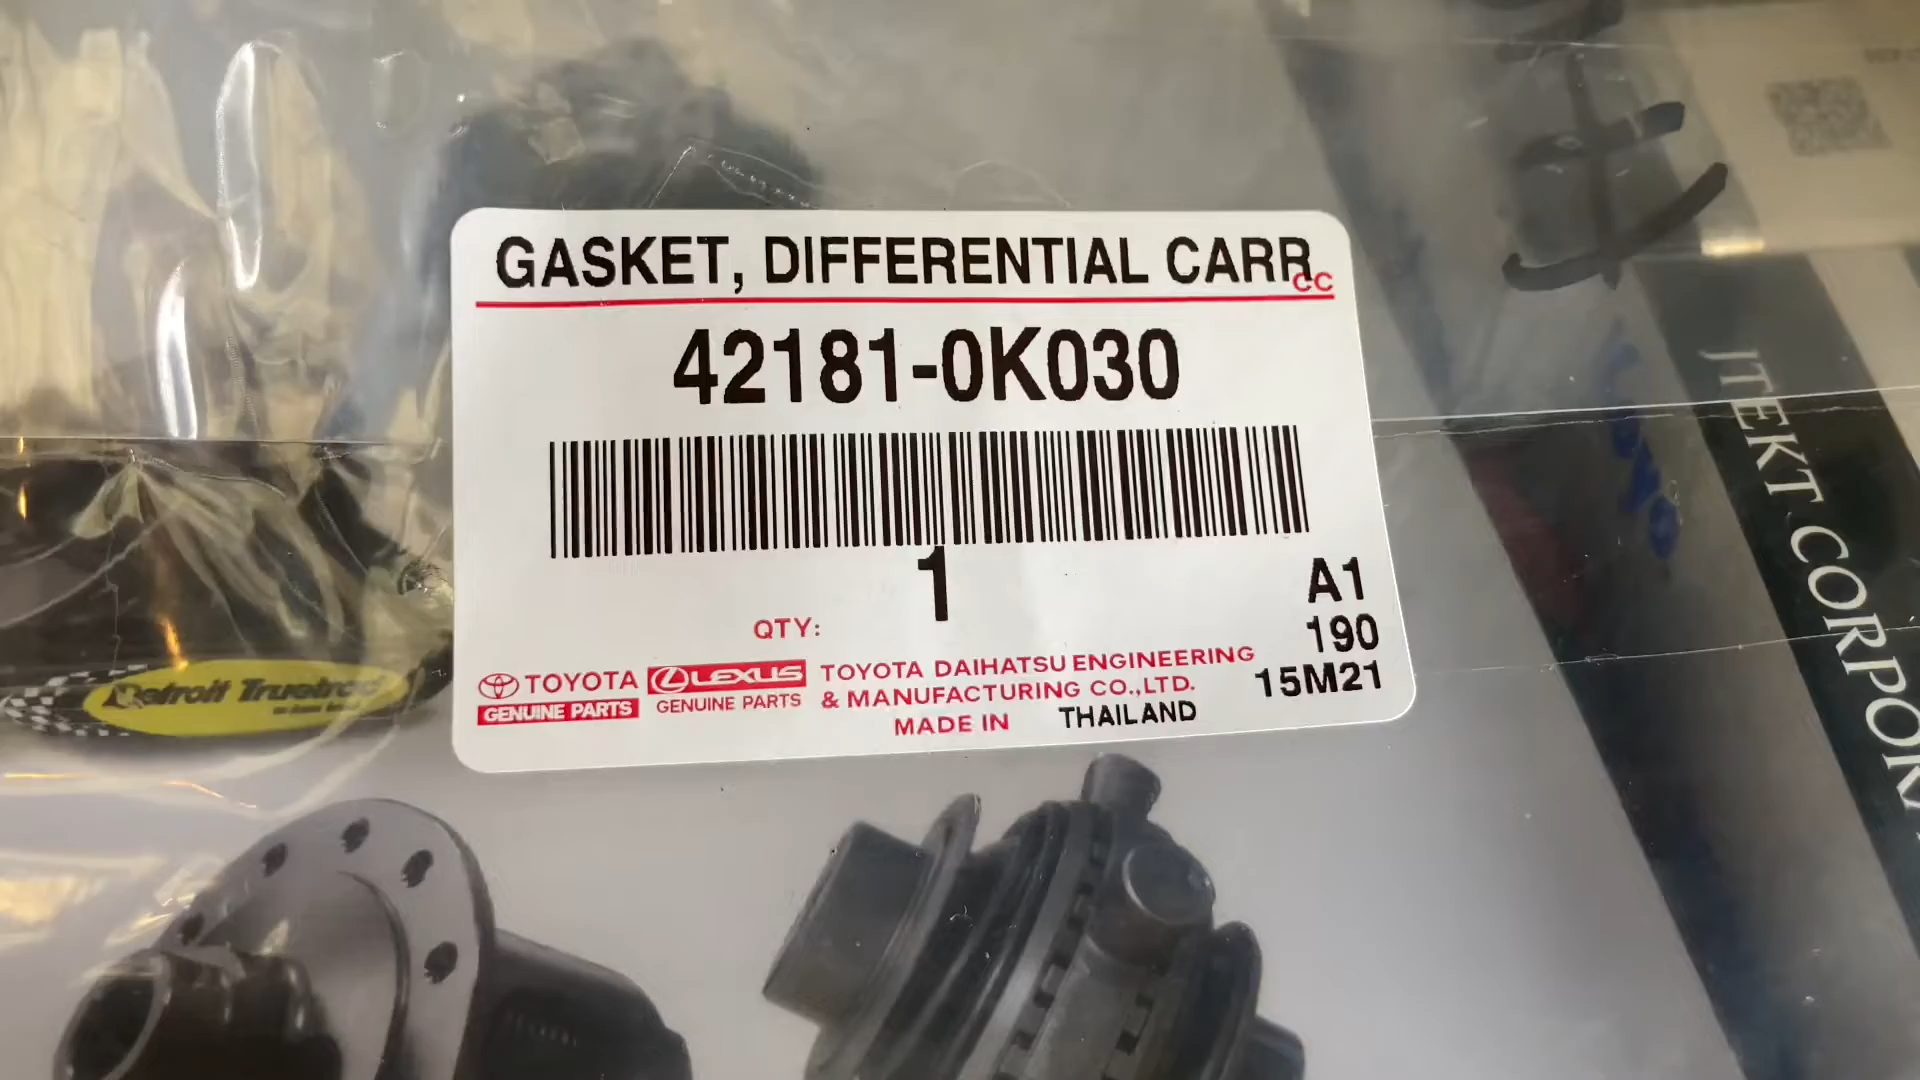 GASKET, DIFFERENTIAL CARR
CC
42181-0K030
1
QTY:
A1
190
15M21
TOYOTA
GENUINE PARTS
LEXUS
GENUINE PARTS
TOYOTA DAIHATSU ENGINEERING
& MANUFACTURING CO.,LTD.
MADE IN THAILAND
Detroit Truetrac
JTEKT